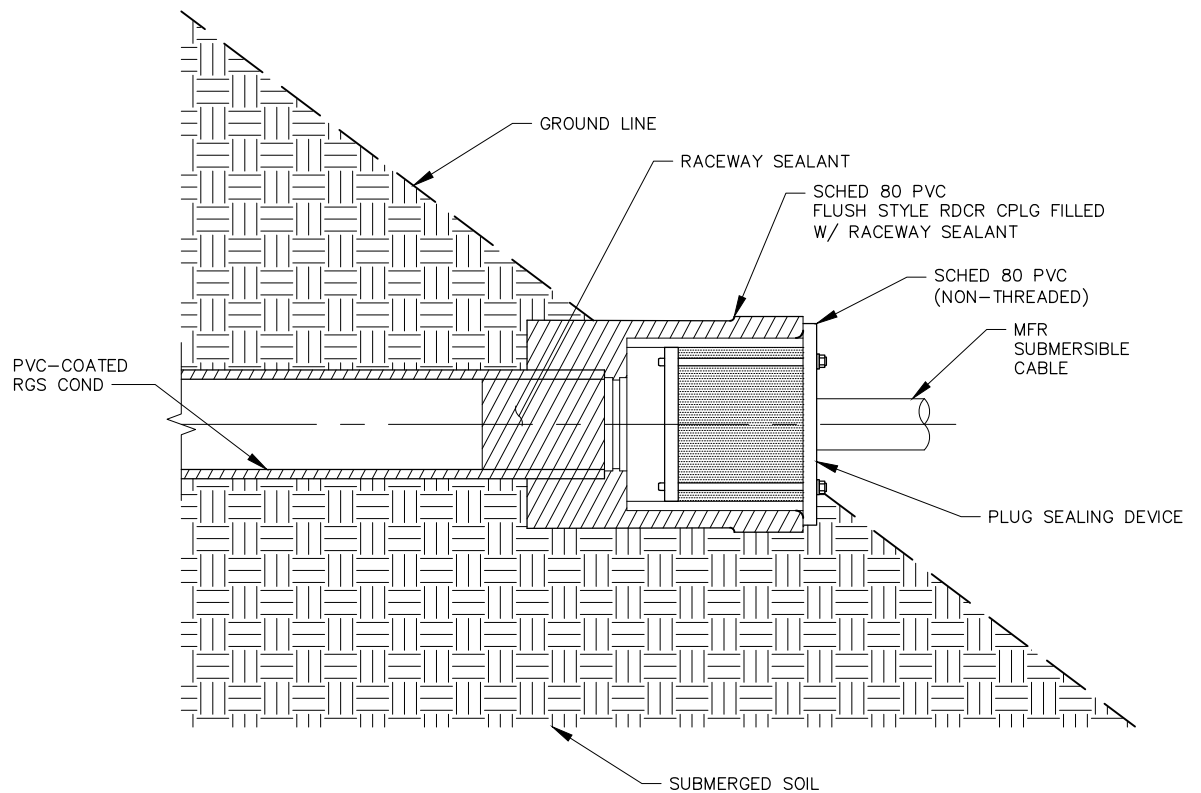 GROUND LINE
RACEWAY SEALANT
SCHED 80 PVC
FLUSH STYLE RDCR CPLG FILLED
W/ RACEWAY SEALANT
SCHED 80 PVC
(NON-THREADED)
MFR
SUBMERSIBLE
CABLE
PVC-COATED
RGS COND
PLUG SEALING DEVICE
SUBMERGED SOIL